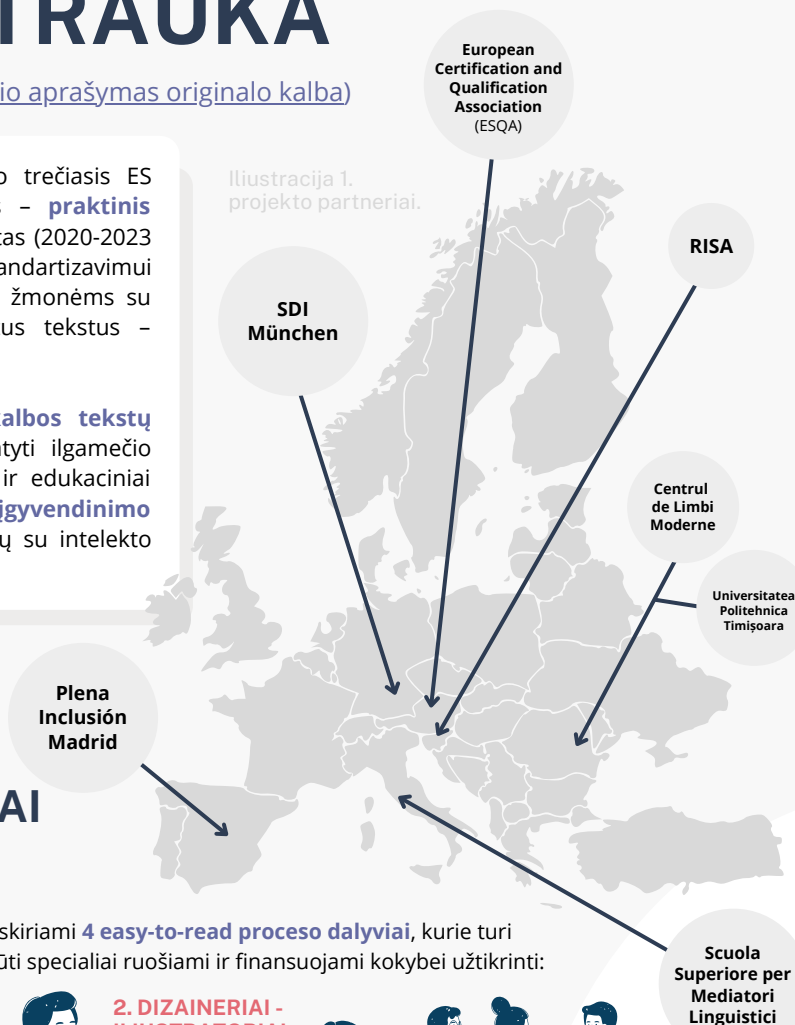 TRAUKA
io aprašymas originalo kalba)
o trečiasis ES
s – praktinis
tas (2020-2023
andartizavimui
žmonėms su
us tekstus –
kalbos tekstų
tyti ilgamečio
ir edukaciniai
įgyvendinimo
ų su intelekto
Iliustracija 1.
projekto partneriai.
European
Certification and
Qualification
Association
(ESQA)
RISA
SDI
München
Centrul
de Limbi
Moderne
Universitatea
Politehnica
Timișoara
Plena
Inclusión
Madrid
AI
skiriami 4 easy-to-read proceso dalyviai, kurie turi
ūti specialiai ruošiami ir finansuojami kokybei užtikrinti:
Scuola
Superiore per
Mediatori
Linguistici
2. DIZAINERIAI -
ILIUSTRATORIAI